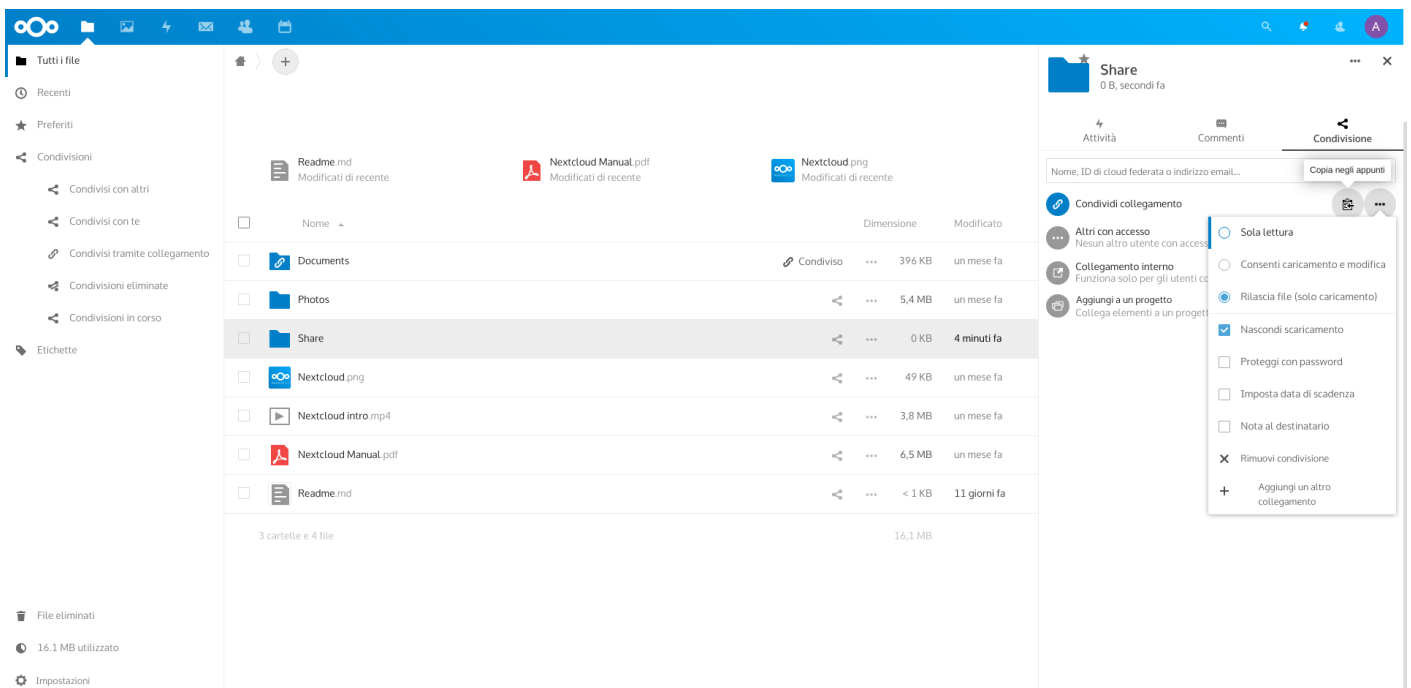 A
Tutti i file
Recenti
Preferiti
Condivisioni
Condivisi con altri
Condivisi con te
Condivisi tramite collegamento
Condivisioni eliminate
Condivisioni in corso
Etichette
File eliminati
16.1 MB utilizzato
Impostazioni
Readme.md
Modificati di recente
Nextcloud Manual.pdf
Modificati di recente
Nextcloud.png
Modificati di recente
Nome Dimensione Modificato
Documents Condiviso 396 KB un mese fa
Photos 5,4 MB un mese fa
Share 0 KB 4 minuti fa
Nextcloud.png 49 KB un mese fa
Nextcloud intro.mp4 3,8 MB un mese fa
Nextcloud Manual.pdf 6,5 MB un mese fa
Readme.md < 1 KB 11 giorni fa
3 cartelle e 4 file 16,1 MB
Share
0 B, secondi fa
Attività Commenti Condivisione
Nome, ID di cloud federata o indirizzo email...
Copia negli appunti
Condividi collegamento
Altri con accesso
Nesun altro utente con access
Collegamento interno
Funziona solo per gli utenti co
Aggiungi a un progetto
Collega elementi a un proget
Sola lettura
Consenti caricamento e modifica
Rilascia file (solo caricamento)
Nascondi scaricamento
Proteggi con password
Imposta data di scadenza
Nota al destinatario
Rimuovi condivisione
Aggiungi un altro
collegamento